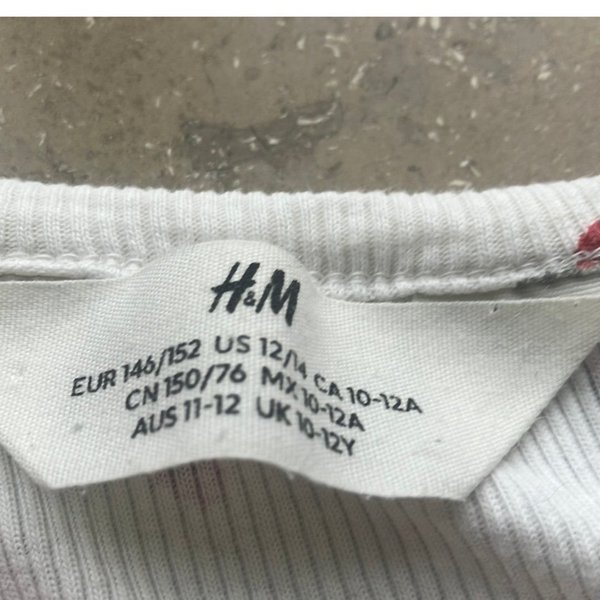 H&M
EUR 146/152 US 12/14 CA 10-12A
CN 150/76 MX 10-12A
AUS 11-12 UK 10-12Y